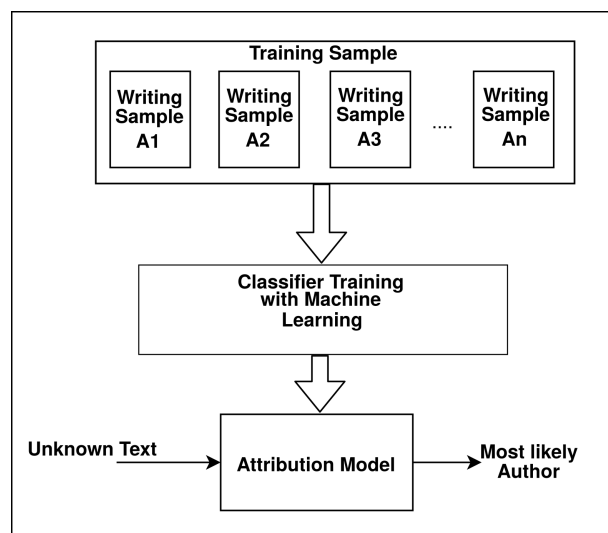 Training Sample
Writing
Sample
A1
Writing
Sample
A2
Writing
Sample
A3
....
Writing
Sample
An
Classifier Training
with Machine
Learning
Unknown Text
Attribution Model
Most likely
Author